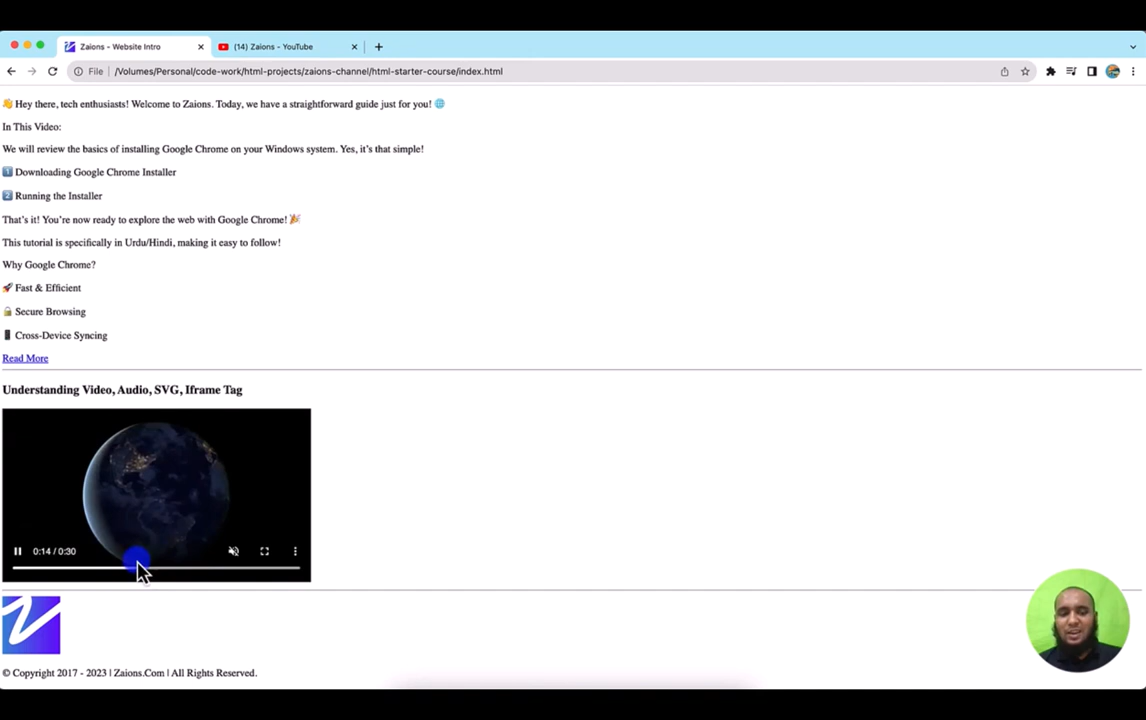 Zaions - Website Intro
(14) Zaions - YouTube
File /Volumes/Personal/code-work/html-projects/zaions-channel/html-starter-course/index.html
👋 Hey there, tech enthusiasts! Welcome to Zaions. Today, we have a straightforward guide just for you! 🌐
In This Video:
We will review the basics of installing Google Chrome on your Windows system. Yes, it's that simple!
1️⃣ Downloading Google Chrome Installer
2️⃣ Running the Installer
That's it! You're now ready to explore the web with Google Chrome! 🎉
This tutorial is specifically in Urdu/Hindi, making it easy to follow!
Why Google Chrome?
🚀 Fast & Efficient
🔒 Secure Browsing
📱 Cross-Device Syncing
Read More
Understanding Video, Audio, SVG, Iframe Tag
0:14 / 0:30
© Copyright 2017 - 2023 | Zaions.Com | All Rights Reserved.